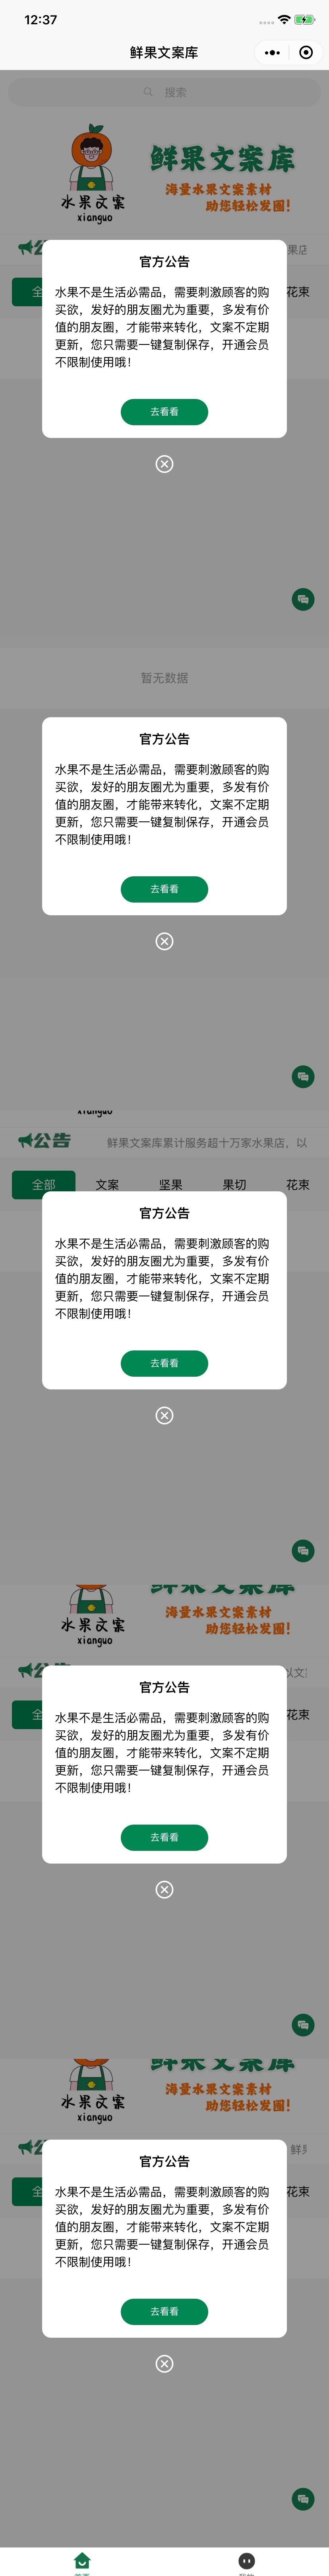 12:37
鲜果文案库
搜索
鲜果文案库
海量水果文案素材
助您轻松发圈!
水果文案
xianguo
果店
花束
官方公告
水果不是生活必需品，需要刺激顾客的购
买欲，发好的朋友圈尤为重要，多发有价
值的朋友圈，才能带来转化，文案不定期
更新，您只需要一键复制保存，开通会员
不限制使用哦！
去看看
暂无数据
官方公告
水果不是生活必需品，需要刺激顾客的购
买欲，发好的朋友圈尤为重要，多发有价
值的朋友圈，才能带来转化，文案不定期
更新，您只需要一键复制保存，开通会员
不限制使用哦！
去看看
xianguo
公告 鲜果文案库累计服务超十万家水果店，以
全部 文案 坚果 果切 花束
官方公告
水果不是生活必需品，需要刺激顾客的购
买欲，发好的朋友圈尤为重要，多发有价
值的朋友圈，才能带来转化，文案不定期
更新，您只需要一键复制保存，开通会员
不限制使用哦！
去看看
鲜果文案库
海量水果文案素材
助您轻松发圈!
水果文案
xianguo
以文
花束
官方公告
水果不是生活必需品，需要刺激顾客的购
买欲，发好的朋友圈尤为重要，多发有价
值的朋友圈，才能带来转化，文案不定期
更新，您只需要一键复制保存，开通会员
不限制使用哦！
去看看
鲜果文案库
海量水果文案素材
助您轻松发圈!
水果文案
xianguo
鲜果
花束
官方公告
水果不是生活必需品，需要刺激顾客的购
买欲，发好的朋友圈尤为重要，多发有价
值的朋友圈，才能带来转化，文案不定期
更新，您只需要一键复制保存，开通会员
不限制使用哦！
去看看